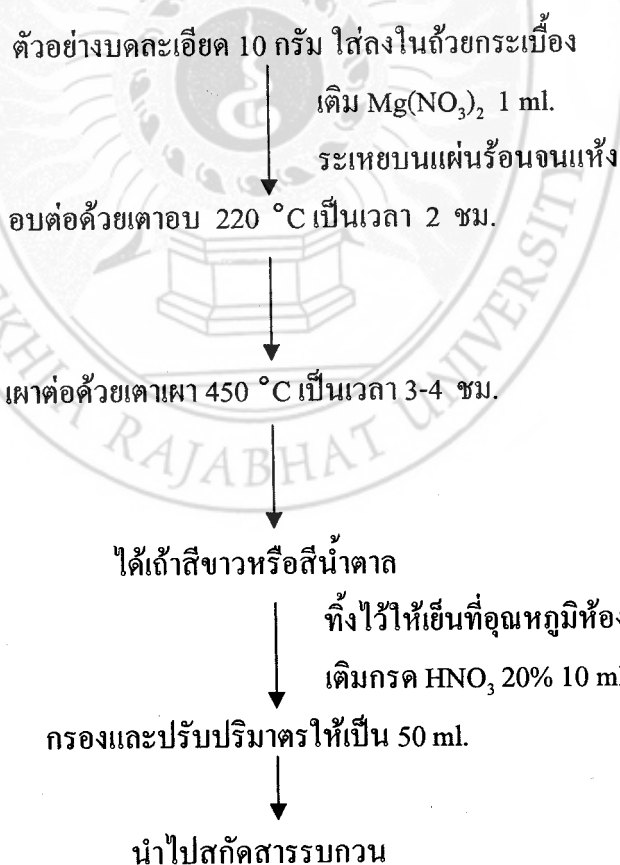 ตัวอย่างบดละเอียด 10 กรัม ใส่ลงในถ้วยกระเบื้อง
เติม Mg(NO₃)₂ 1 ml.
ระเหยบนแผ่นร้อนจนแห้ง
อบต่อด้วยเตาอบ 220 °C เป็นเวลา 2 ชม.
เผาต่อด้วยเตาเผา 450 °C เป็นเวลา 3-4 ชม.
RAJABHAT UNIVERSITY
ได้เถ้าสีขาวหรือสีน้ำตาล
ทิ้งไว้ให้เย็นที่อุณหภูมิห้อง
เติมกรด HNO₃ 20% 10 ml
กรองและปรับปริมาตรให้เป็น 50 ml.
นำไปสกัดสารรบกวน